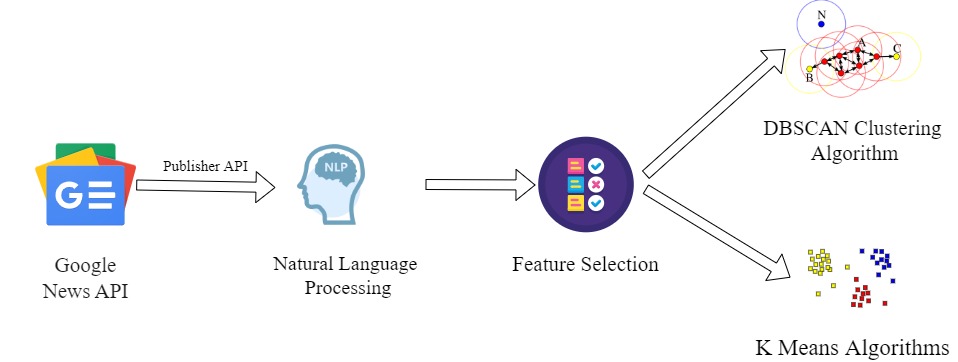 N
A
C
B
DBSCAN Clustering
Algorithm
Publisher API
NLP
G
Google
News API
Natural Language
Processing
Feature Selection
K Means Algorithms